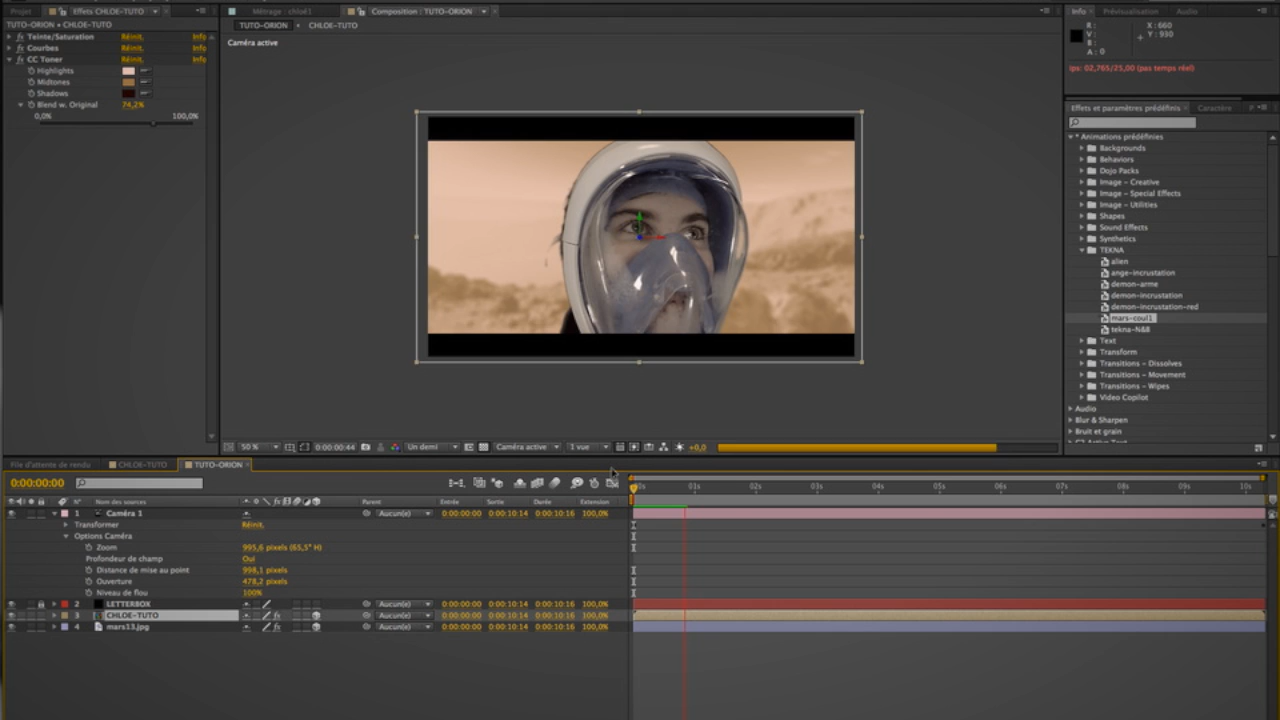 Projet Effets CHLOE-TUTO
TUTO-ORION • CHLOE-TUTO
Teinte/Saturation Réinit. Info
Courbes Réinit. Info
CC Toner Réinit. Info
Highlights
Midtones
Shadows
Blend w. Original 74,2%
0,0% 100,0%
Métrage : chloé1 Composition : TUTO-ORION
TUTO-ORION • CHLOE-TUTO
Caméra active
50 % 0:00:00:44 Un demi Caméra active 1 vue +0,0
Info Prévisualisation Audio
R : X : 660
V : Y : 930
B :
A : 0
ips: 02,765/25,00 (pas temps réel)
Effets et paramètres prédéfinis Caractère P
* Animations prédéfinies
Backgrounds
Behaviors
Dojo Packs
Image – Creative
Image – Special Effects
Image – Utilities
Shapes
Sound Effects
Synthetics
TEKNA
alien
ange-incrustation
demon-arme
demon-incrustation
demon-incrustation-red
mars-coul1
tekna-N&B
Text
Transform
Transitions – Dissolves
Transitions – Movement
Transitions – Wipes
Video Copilot
Audio
Blur & Sharpen
Bruit et grain
File d'attente de rendu CHLOE-TUTO TUTO-ORION
0:00:00:00
0s 01s 02s 03s 04s 05s 06s 07s 08s 09s 10s
N° Nom des sources Parent Entrée Sortie Durée Extension
1 Caméra 1 Aucun(e) 0:00:00:00 0:00:10:14 0:00:10:16 100,0%
Transformer Réinit.
Options Caméra
Zoom 995,6 pixels (65,5° H)
Profondeur de champ Oui
Distance de mise au point 998,1 pixels
Ouverture 478,2 pixels
Niveau de flou 100%
2 LETTERBOX Aucun(e) 0:00:00:00 0:00:10:14 0:00:10:16 100,0%
3 CHLOE-TUTO Aucun(e) 0:00:00:00 0:00:10:14 0:00:10:16 100,0%
4 mars13.jpg Aucun(e) 0:00:00:00 0:00:10:14 0:00:10:16 100,0%